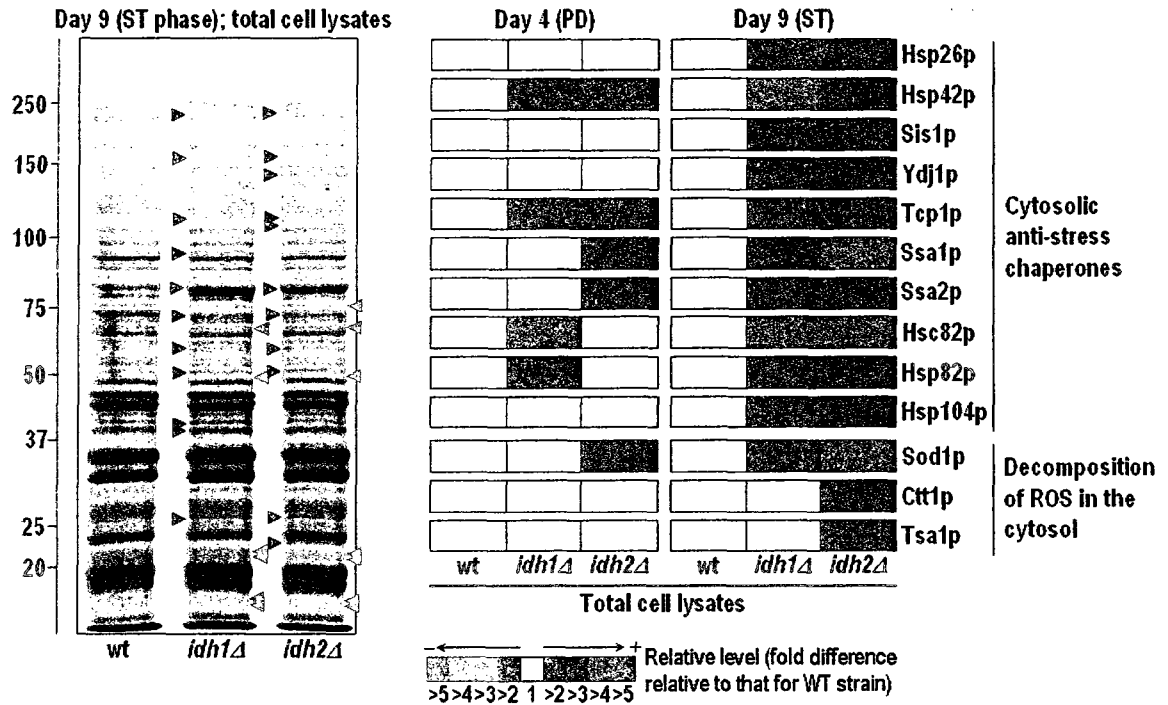 Day 9 (ST phase); total cell lysates
250
150
100
75
50
37
25
20
wt idh1Δ idh2Δ
Day 4 (PD) Day 9 (ST)
Hsp26p
Hsp42p
Sis1p
Ydj1p
Tcp1p
Ssa1p
Ssa2p
Hsc82p
Hsp82p
Hsp104p
Sod1p
Ctt1p
Tsa1p
Cytosolic
anti-stress
chaperones
Decomposition
of ROS in the
cytosol
wt idh1Δ idh2Δ wt idh1Δ idh2Δ
Total cell lysates
- +
>5>4>3>2 1 >2>3>4>5
Relative level (fold difference
relative to that for WT strain)